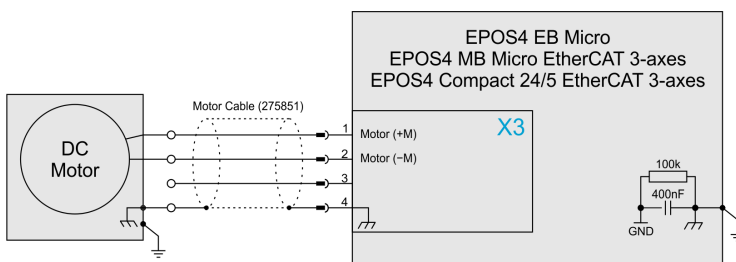 EPOS4 EB Micro
EPOS4 MB Micro EtherCAT 3-axes
EPOS4 Compact 24/5 EtherCAT 3-axes
Motor Cable (275851)
X3
1
Motor (+M)
DC
Motor
2
Motor (−M)
3
4
100k
400nF
GND